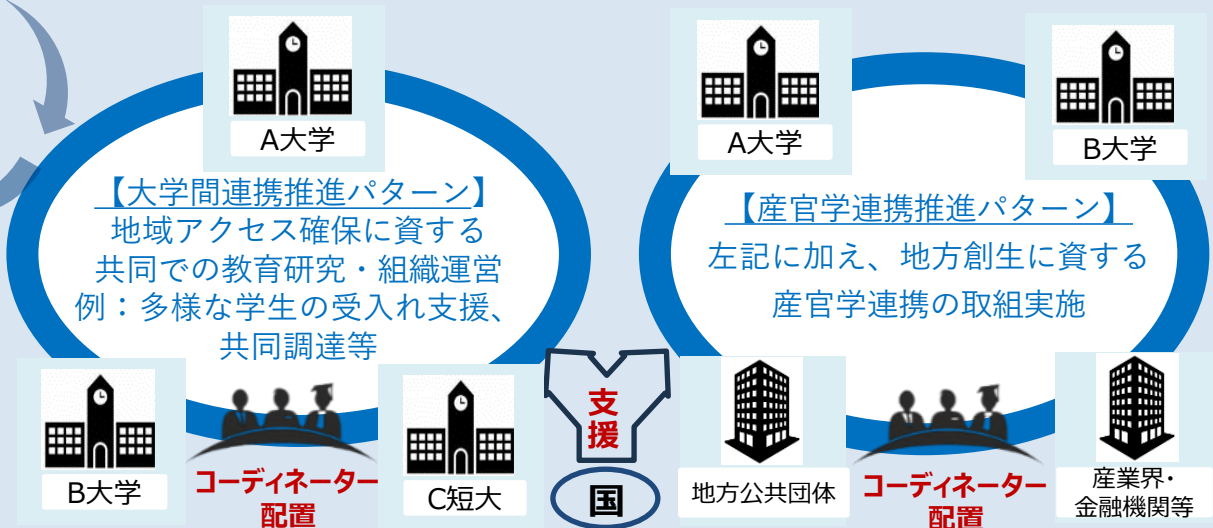 A大学
【大学間連携推進パターン】
地域アクセス確保に資する
共同での教育研究・組織運営
例：多様な学生の受入れ支援、
共同調達等
B大学
コーディネーター
配置
C短大
支
援
国
A大学
B大学
【産官学連携推進パターン】
左記に加え、地方創生に資する
産官学連携の取組実施
地方公共団体
コーディネーター
配置
産業界・
金融機関等